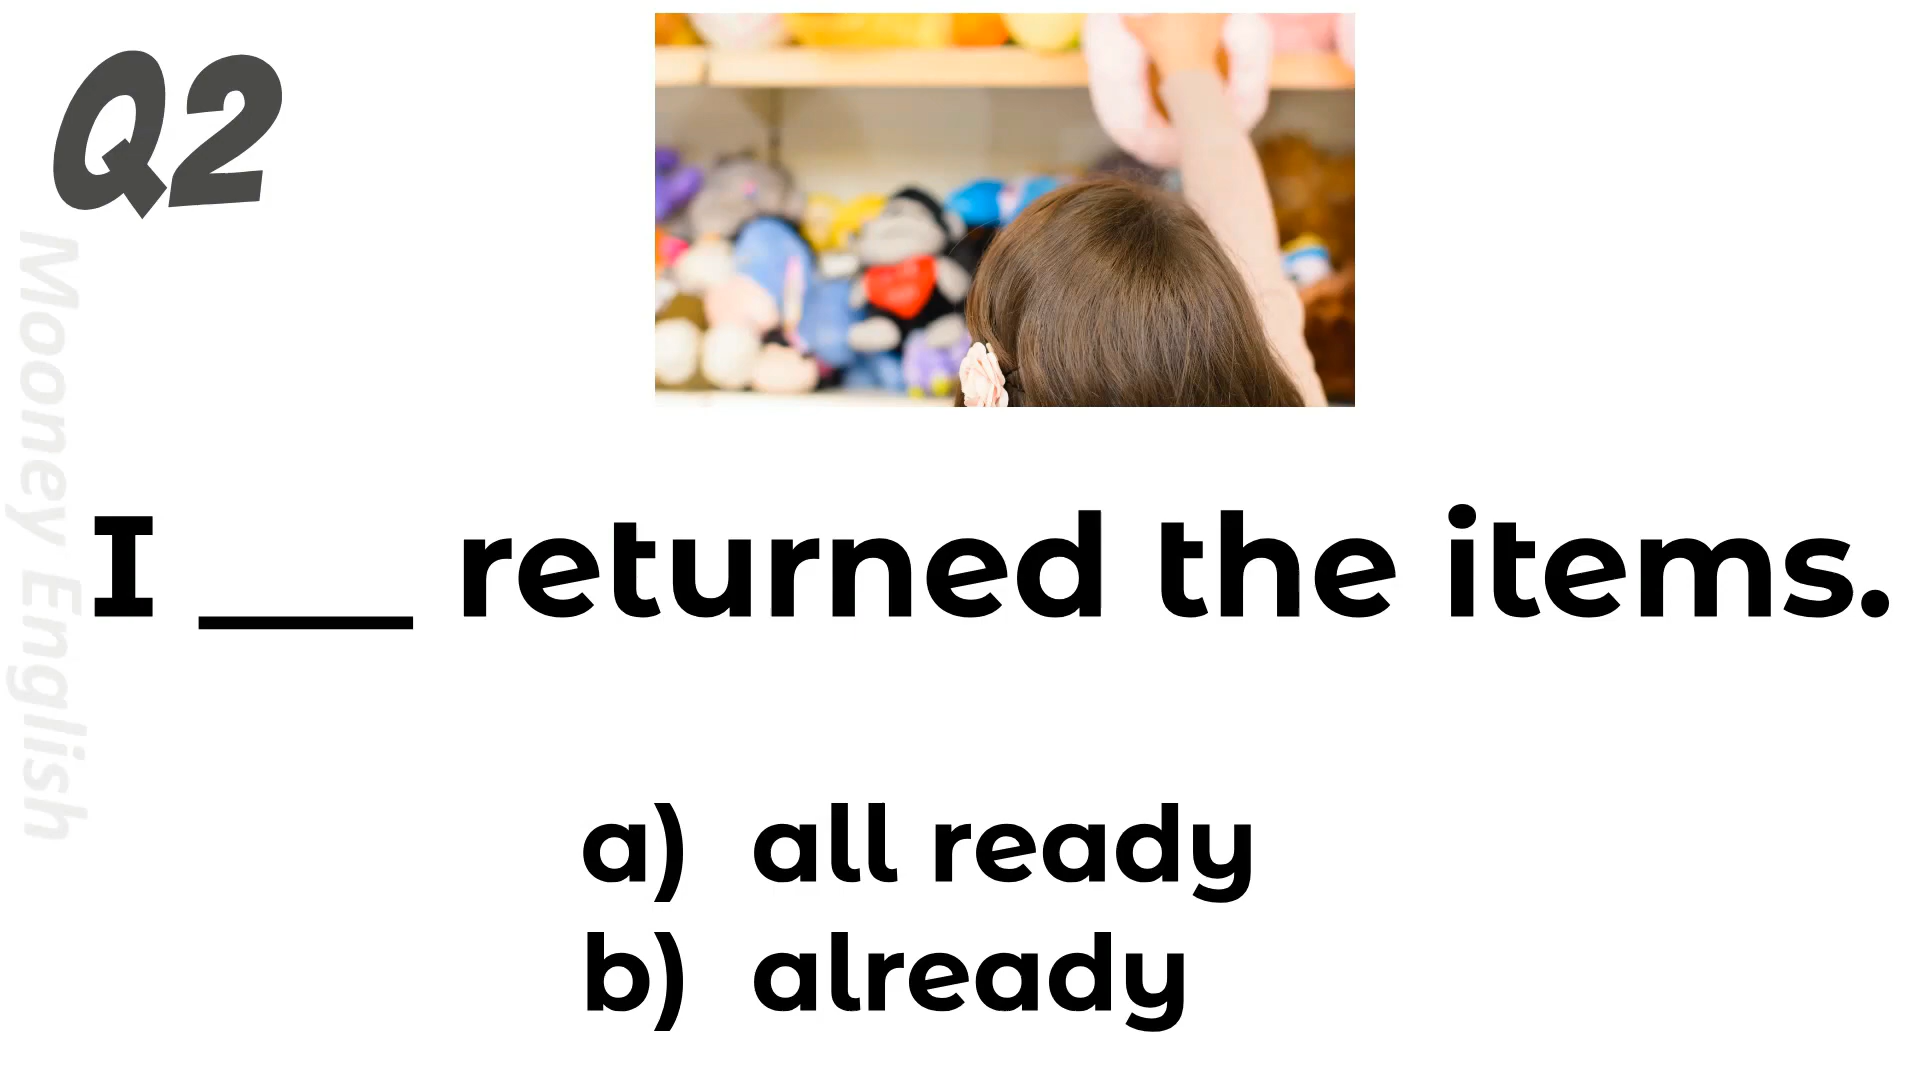 Q2
Mooney English
I ___ returned the items.
a) all ready
b) already